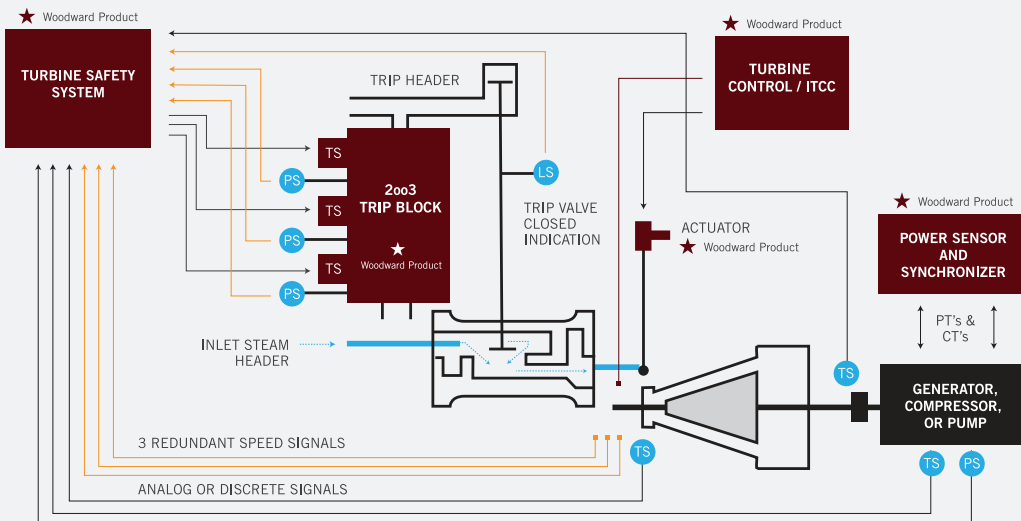 Woodward Product
TURBINE SAFETY
SYSTEM
TRIP HEADER
TS
PS
2oo3
TRIP BLOCK
TS
PS
Woodward Product
TS
PS
LS
TRIP VALVE
CLOSED
INDICATION
Woodward Product
TURBINE
CONTROL / ITCC
ACTUATOR
Woodward Product
Woodward Product
POWER SENSOR
AND
SYNCHRONIZER
PT's &
CT's
INLET STEAM
HEADER
TS
GENERATOR,
COMPRESSOR,
OR PUMP
3 REDUNDANT SPEED SIGNALS
TS
TS
PS
ANALOG OR DISCRETE SIGNALS